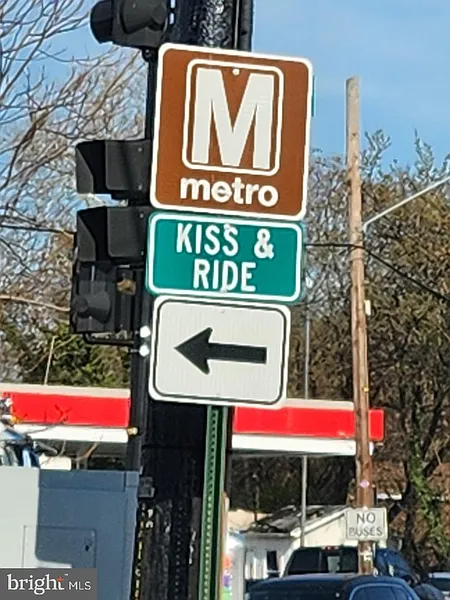 M
metro
KISS &
RIDE
NO
BUSES
bright MLS